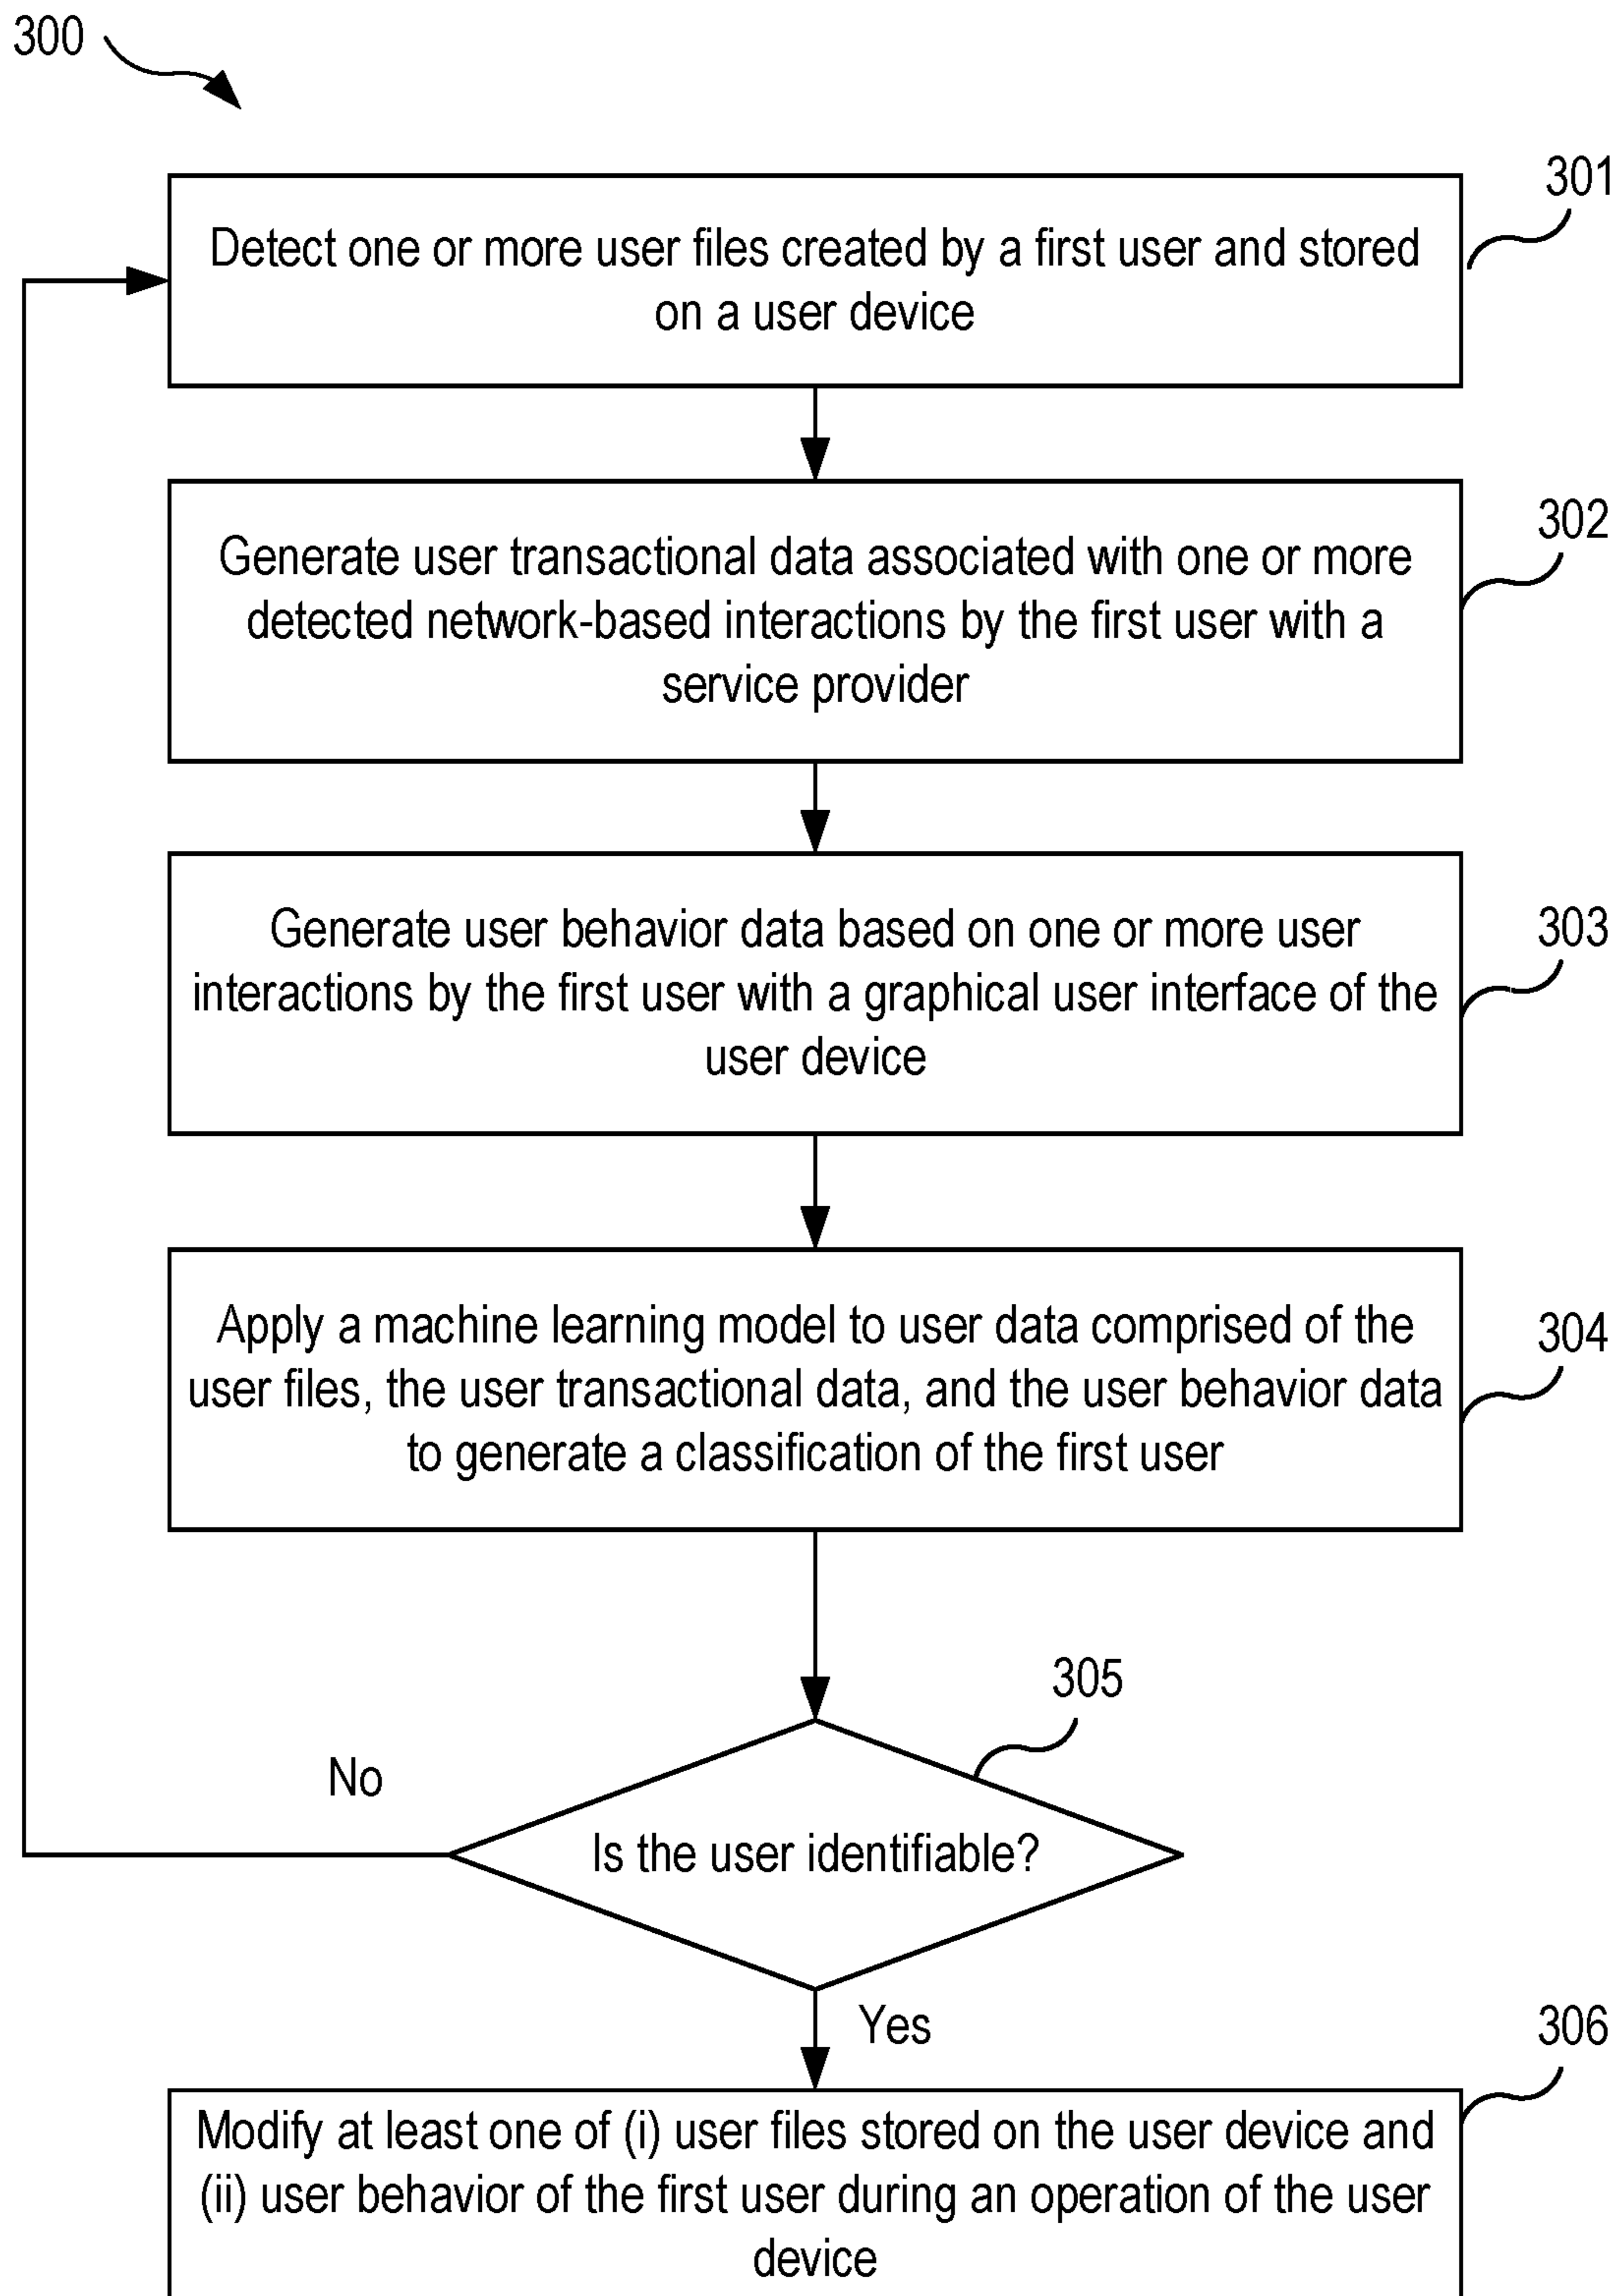 300
301
Detect one or more user files created by a first user and stored
on a user device
302
Generate user transactional data associated with one or more
detected network-based interactions by the first user with a
service provider
303
Generate user behavior data based on one or more user
interactions by the first user with a graphical user interface of the
user device
304
Apply a machine learning model to user data comprised of the
user files, the user transactional data, and the user behavior data
to generate a classification of the first user
305
No
Is the user identifiable?
Yes
306
Modify at least one of (i) user files stored on the user device and
(ii) user behavior of the first user during an operation of the user
device